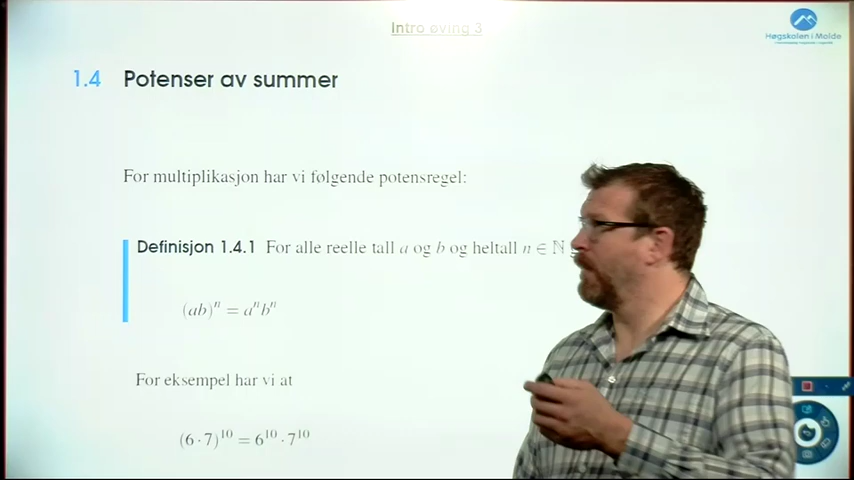 Intro øving 3
Høgskolen i Molde
1.4 Potenser av summer
For multiplikasjon har vi følgende potensregel:
Definisjon 1.4.1 For alle reelle tall a og b og heltall n ∈ ℕ
(ab)ⁿ = aⁿbⁿ
For eksempel har vi at
(6 · 7)¹⁰ = 6¹⁰ · 7¹⁰